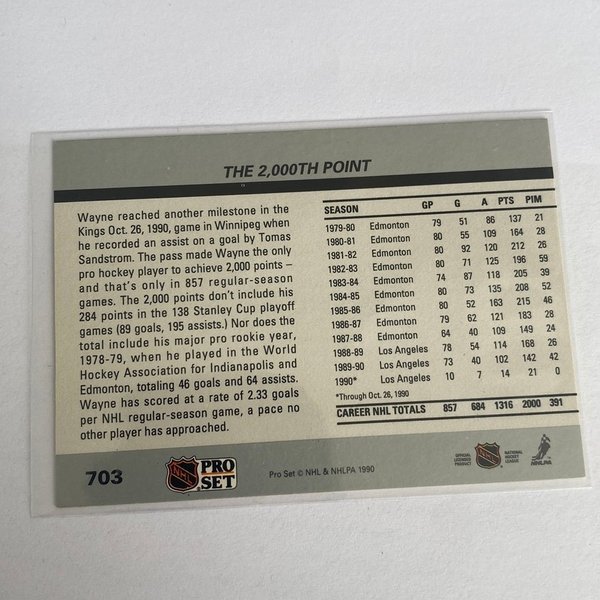 THE 2,000TH POINT
Wayne reached another milestone in the
Kings Oct. 26, 1990, game in Winnipeg when
he recorded an assist on a goal by Tomas
Sandstrom. The pass made Wayne the only
pro hockey player to achieve 2,000 points –
and that's only in 857 regular-season
games. The 2,000 points don't include his
284 points in the 138 Stanley Cup playoff
games (89 goals, 195 assists.) Nor does the
total include his major pro rookie year,
1978-79, when he played in the World
Hockey Association for Indianapolis and
Edmonton, totaling 46 goals and 64 assists.
Wayne has scored at a rate of 2.33 goals
per NHL regular-season game, a pace no
other player has approached.
SEASON GP G A PTS PIM
1979-80 Edmonton 79 51 86 137 21
1980-81 Edmonton 80 55 109 164 28
1981-82 Edmonton 80 92 120 212 26
1982-83 Edmonton 80 71 125 196 59
1983-84 Edmonton 74 87 118 205 39
1984-85 Edmonton 80 73 135 208 52
1985-86 Edmonton 80 52 163 215 46
1986-87 Edmonton 79 62 121 183 28
1987-88 Edmonton 64 40 109 149 24
1988-89 Los Angeles 78 54 114 168 26
1989-90 Los Angeles 73 40 102 142 42
1990* Los Angeles 10 7 14 21 0
*Through Oct. 26, 1990
CAREER NHL TOTALS 857 684 1316 2000 391
703
NHL
PRO
SET
Pro Set © NHL & NHLPA 1990
OFFICIAL
LICENSED
PRODUCT
NHL
NATIONAL
HOCKEY
LEAGUE
NHLPA